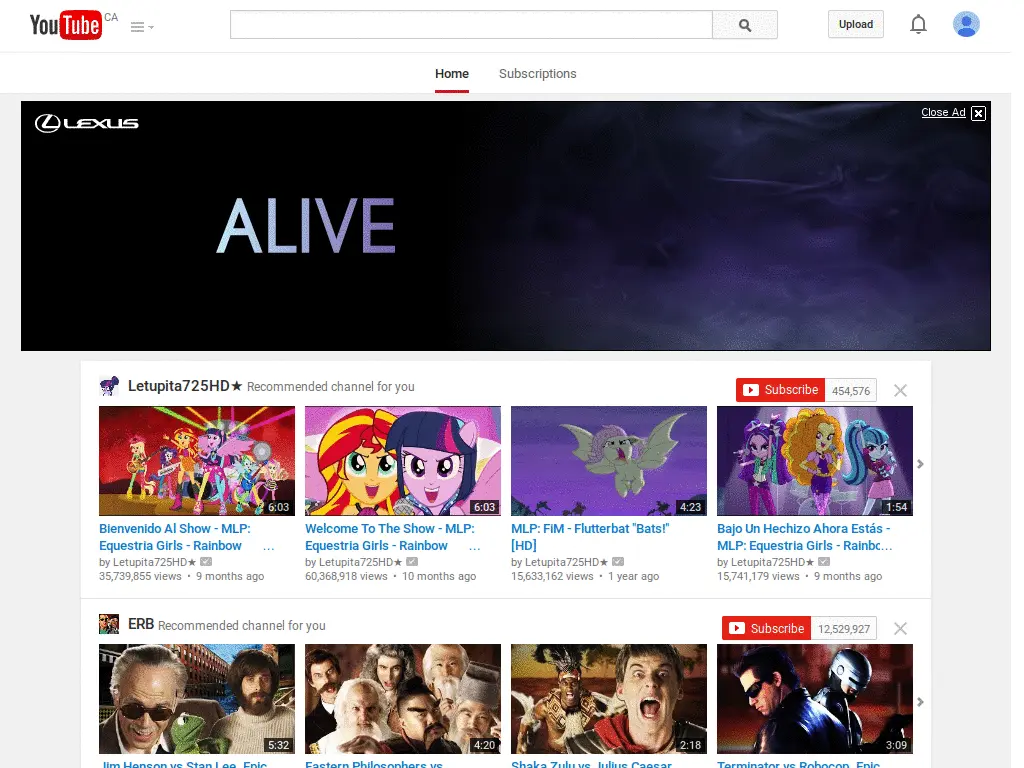 YouTube CA
Upload
Home Subscriptions
LEXUS
Close Ad
ALIVE
Letupita725HD★ Recommended channel for you
Subscribe 454,576
6:03 6:03 4:23 1:54
Bienvenido Al Show - MLP: Equestria Girls - Rainbow ...
by Letupita725HD★
35,739,855 views • 9 months ago
Welcome To The Show - MLP: Equestria Girls - Rainbow ...
by Letupita725HD★
60,368,918 views • 10 months ago
MLP: FiM - Flutterbat "Bats!" [HD]
by Letupita725HD★
15,633,162 views • 1 year ago
Bajo Un Hechizo Ahora Estás - MLP: Equestria Girls - Rainbc...
by Letupita725HD★
15,741,179 views • 9 months ago
ERB Recommended channel for you
Subscribe 12,529,927
5:32 4:20 2:18 3:09
Jim Henson vs Stan Lee. Epic
Eastern Philosophers vs
Shaka Zulu vs Julius Caesar.
Terminator vs Robocop. Epic